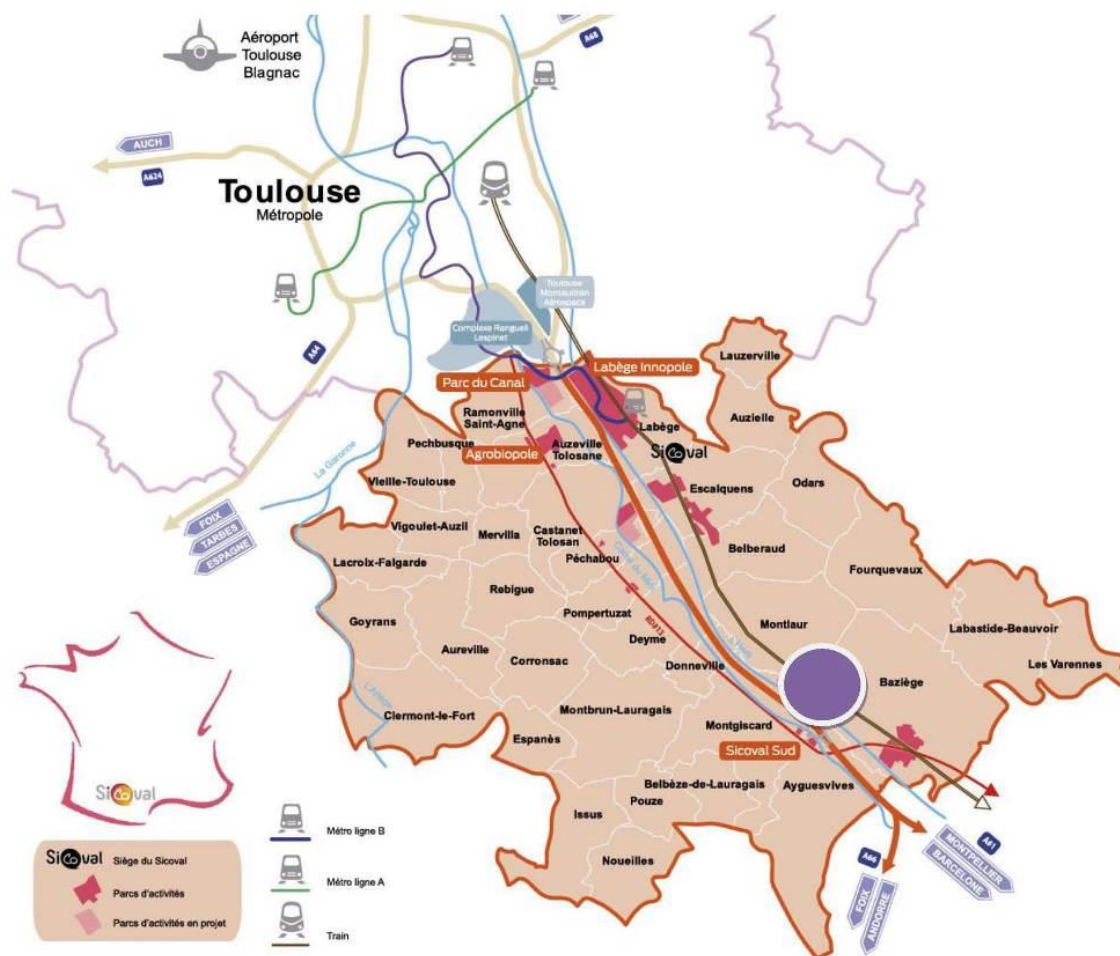 Aéroport
Toulouse
Blagnac
A68
AUCH
A624
Toulouse
Métropole
Toulouse
Montaudran
Aérospace
Complexe Rangueil
Lespinet
A64
Lauzerville
Parc du Canal
Labège Innopole
Auzielle
Ramonville
Saint-Agne
Labège
Pechbusque
Auzeville
Tolosane
Agrobiopole
Sicoval
La Garonne
Escalquens
Odars
Vieille-Toulouse
FOIX
TARBES
ESPAGNE
Vigoulet-Auzil
Mervilla
Castanet
Tolosan
Belberaud
Péchabou
Lacroix-Falgarde
Fourquevaux
Rebigue
Goyrans
Pompertuzat
RD813
Montlaur
Labastide-Beauvoir
Deyme
L'Hers
Aureville
Corronsac
Donneville
Les Varennes
Baziège
L'Ariège
Clermont-le-Fort
Montbrun-Lauragais
Montgiscard
Espanès
Sicoval Sud
Belbèze-de-Lauragais
Ayguesvives
Pouze
Issus
Noueilles
A61
MONTPELLIER
BARCELONE
A66
FOIX
ANDORRE
Sicoval
Sicoval Siège du Sicoval
Parcs d'activités
Parcs d'activités en projet
Métro ligne B
Métro ligne A
Train